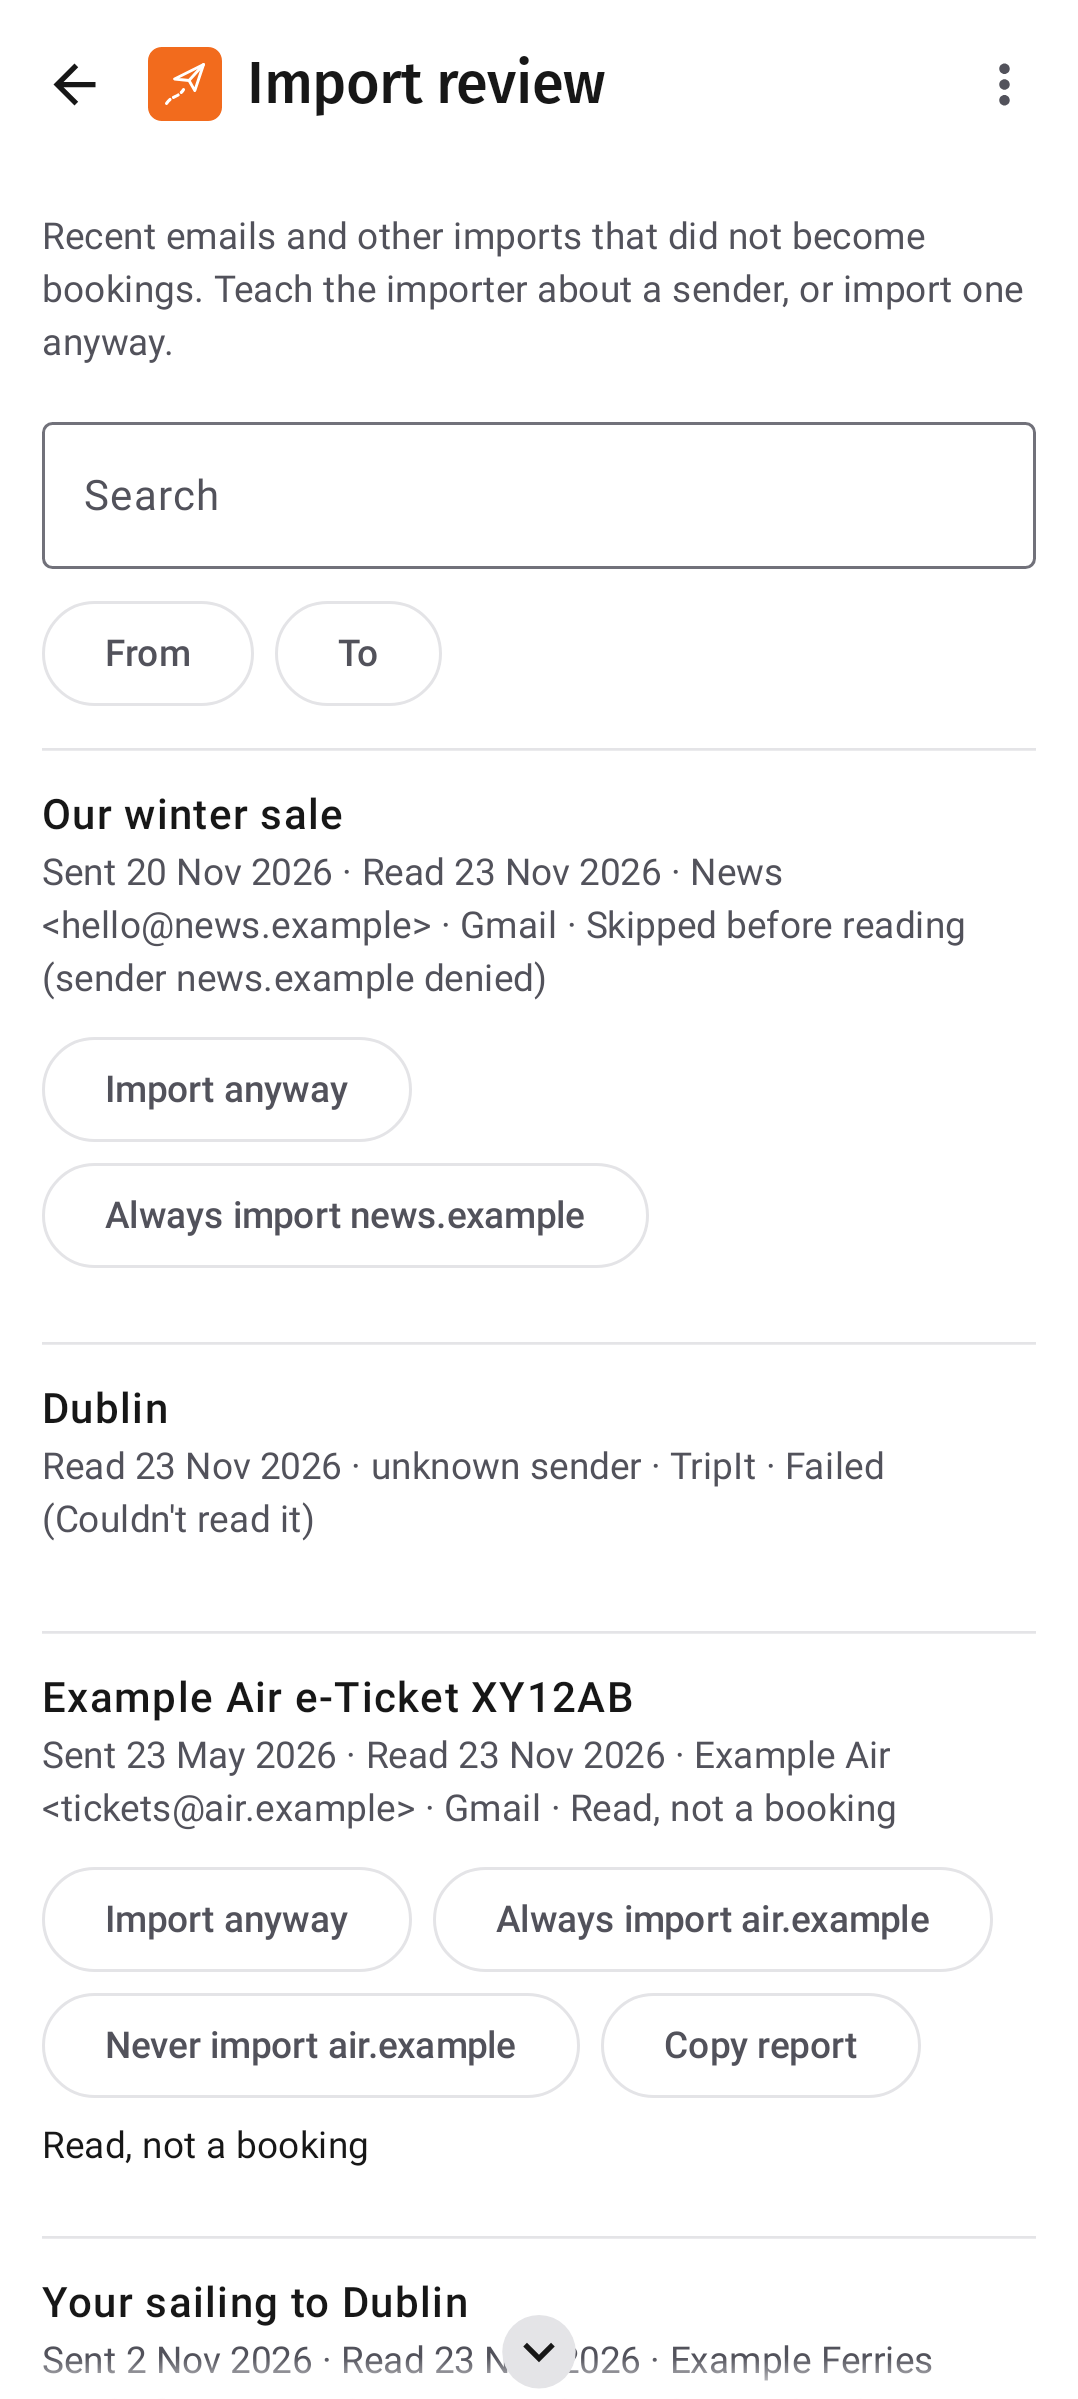 Import review
Recent emails and other imports that did not become
bookings. Teach the importer about a sender, or import one
anyway.
Search
From
To
Our winter sale
Sent 20 Nov 2026 · Read 23 Nov 2026 · News
<hello@news.example> · Gmail · Skipped before reading
(sender news.example denied)
Import anyway
Always import news.example
Dublin
Read 23 Nov 2026 · unknown sender · TripIt · Failed
(Couldn't read it)
Example Air e-Ticket XY12AB
Sent 23 May 2026 · Read 23 Nov 2026 · Example Air
<tickets@air.example> · Gmail · Read, not a booking
Import anyway
Always import air.example
Never import air.example
Copy report
Read, not a booking
Your sailing to Dublin
Sent 2 Nov 2026 · Read 23 2026 · Example Ferries